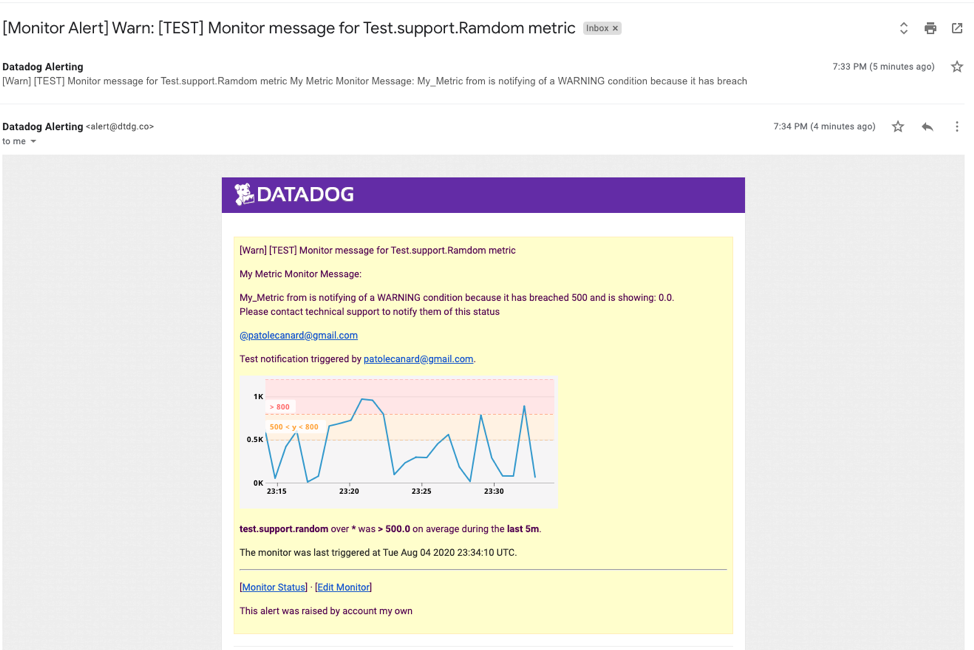 [Monitor Alert] Warn: [TEST] Monitor message for Test.support.Ramdom metric
Inbox ×
Datadog Alerting
7:33 PM (5 minutes ago)
[Warn] [TEST] Monitor message for Test.support.Ramdom metric My Metric Monitor Message: My_Metric from is notifying of a WARNING condition because it has breach
Datadog Alerting <alert@dtdg.co>
7:34 PM (4 minutes ago)
to me
DATADOG
[Warn] [TEST] Monitor message for Test.support.Ramdom metric
My Metric Monitor Message:
My_Metric from is notifying of a WARNING condition because it has breached 500 and is showing: 0.0.
Please contact technical support to notify them of this status
@patolecanard@gmail.com
Test notification triggered by patolecanard@gmail.com.
1K
> 800
500 < y < 800
0.5K
0K
23:15 23:20 23:25 23:30
test.support.random over * was > 500.0 on average during the last 5m.
The monitor was last triggered at Tue Aug 04 2020 23:34:10 UTC.
[Monitor Status] · [Edit Monitor]
This alert was raised by account my own